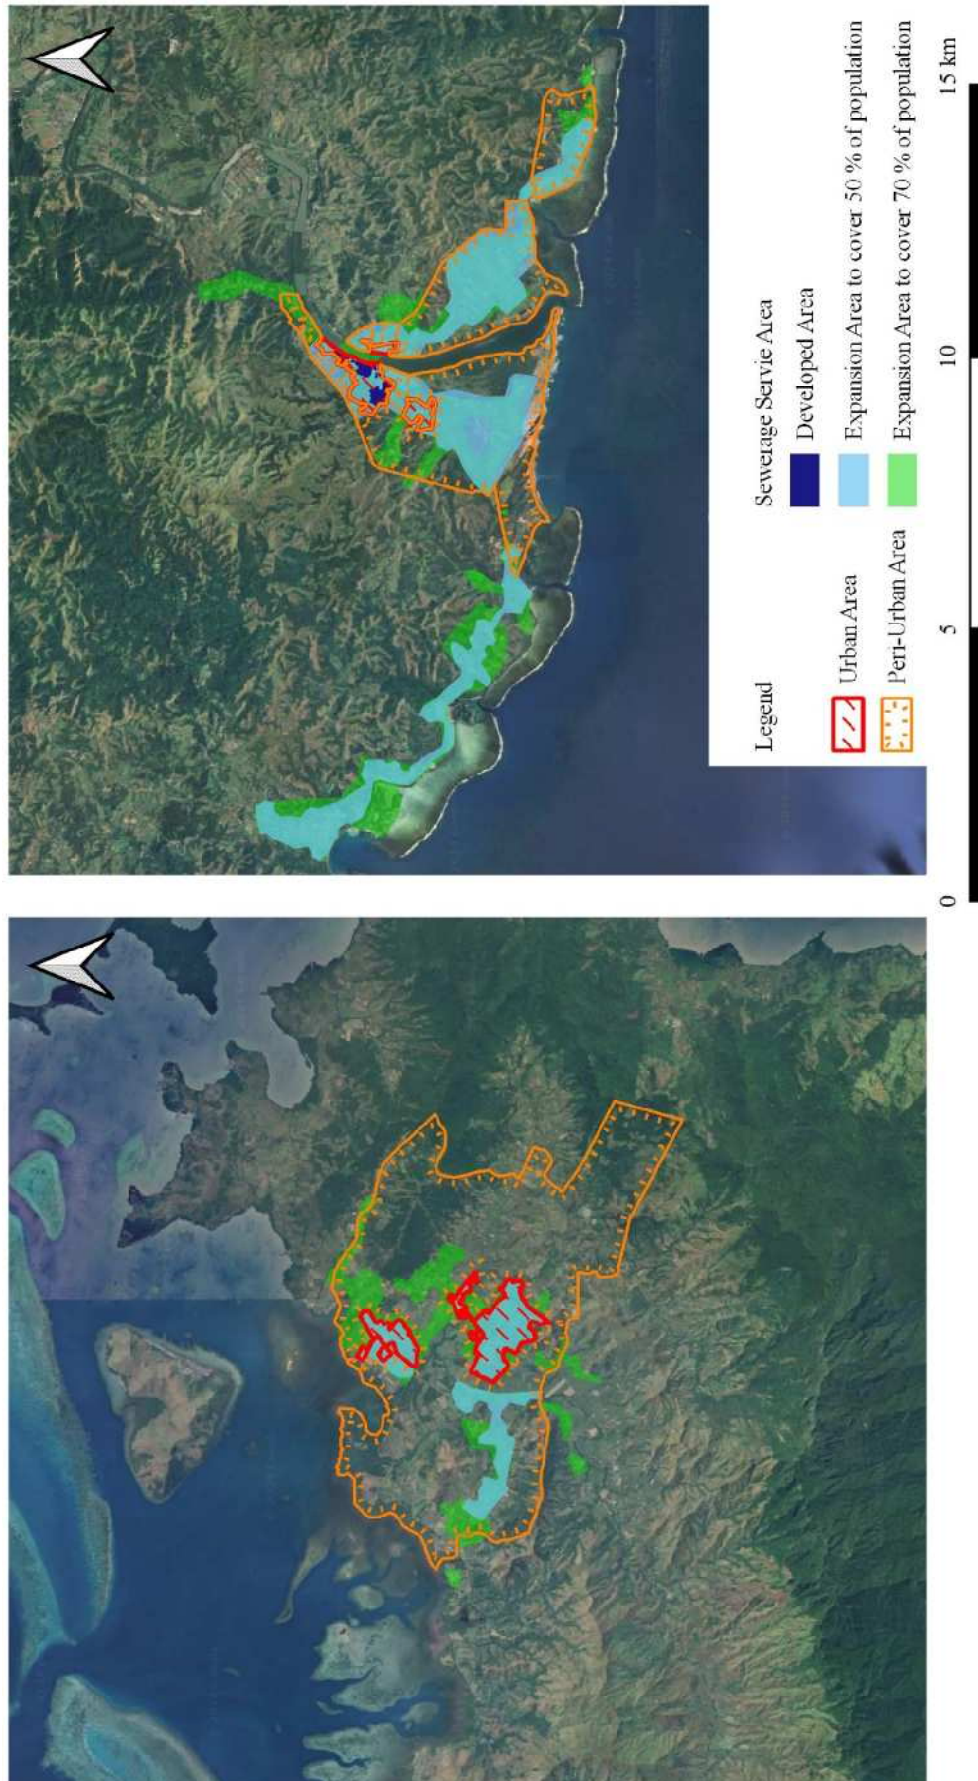 Legend
Urban Area
Peri-Urban Area
Sewerage Servie Area
Developed Area
Expansion Area to cover 50 % of population
Expansion Area to cover 70 % of population
0 5 10 15 km